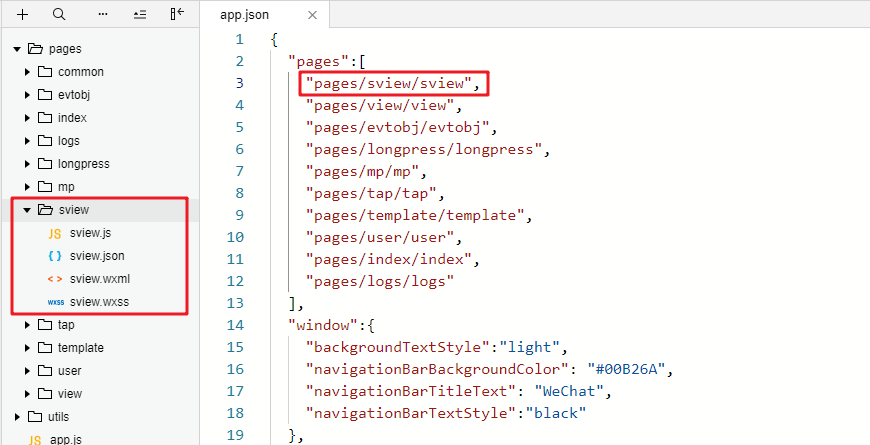 pages
common
evtobj
index
logs
longpress
mp
sview
JS sview.js
{ } sview.json
< > sview.wxml
wxss sview.wxss
tap
template
user
view
utils
JS app.js
app.json
1 {
2 "pages":[
3 "pages/sview/sview",
4 "pages/view/view",
5 "pages/evtobj/evtobj",
6 "pages/longpress/longpress",
7 "pages/mp/mp",
8 "pages/tap/tap",
9 "pages/template/template",
10 "pages/user/user",
11 "pages/index/index",
12 "pages/logs/logs"
13 ],
14 "window":{
15 "backgroundTextStyle":"light",
16 "navigationBarBackgroundColor": "#00B26A",
17 "navigationBarTitleText": "WeChat",
18 "navigationBarTextStyle":"black"
19 },